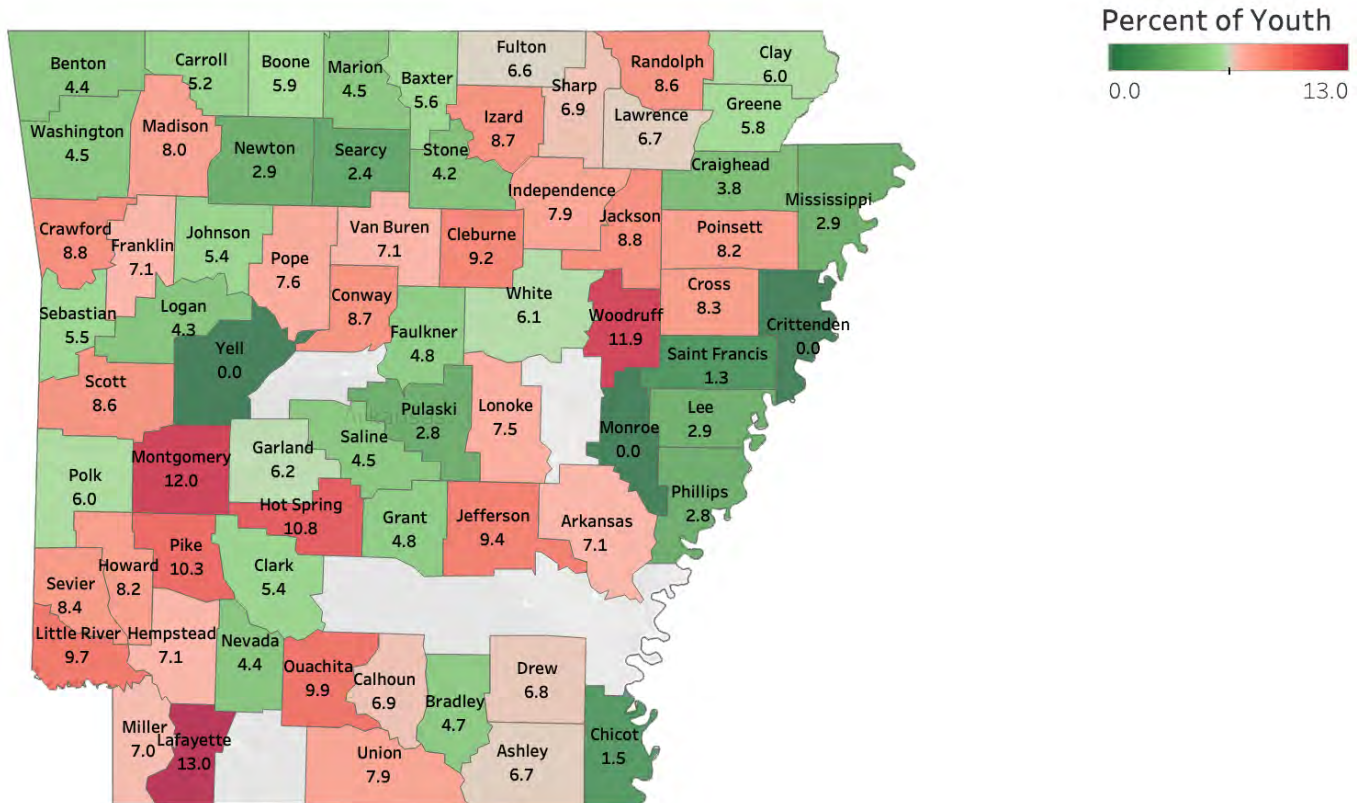 Percent of Youth
0.0 13.0
Benton
4.4
Carroll
5.2
Boone
5.9
Marion
4.5
Baxter
5.6
Fulton
6.6
Sharp
6.9
Randolph
8.6
Clay
6.0
Greene
5.8
Lawrence
6.7
Izard
8.7
Washington
4.5
Madison
8.0
Newton
2.9
Searcy
2.4
Stone
4.2
Independence
7.9
Craighead
3.8
Mississippi
2.9
Crawford
8.8
Franklin
7.1
Johnson
5.4
Pope
7.6
Van Buren
7.1
Cleburne
9.2
Jackson
8.8
Poinsett
8.2
Conway
8.7
White
6.1
Woodruff
11.9
Cross
8.3
Crittenden
0.0
Sebastian
5.5
Logan
4.3
Yell
0.0
Faulkner
4.8
Saint Francis
1.3
Scott
8.6
Pulaski
2.8
Lonoke
7.5
Monroe
0.0
Lee
2.9
Arkansas
Polk
6.0
Montgomery
12.0
Garland
6.2
Saline
4.5
Phillips
2.8
Hot Spring
10.8
Grant
4.8
Jefferson
9.4
Arkansas
7.1
Sevier
8.4
Howard
8.2
Pike
10.3
Clark
5.4
Little River
9.7
Hempstead
7.1
Nevada
4.4
Ouachita
9.9
Calhoun
6.9
Bradley
4.7
Drew
6.8
Miller
7.0
Lafayette
13.0
Union
7.9
Ashley
6.7
Chicot
1.5